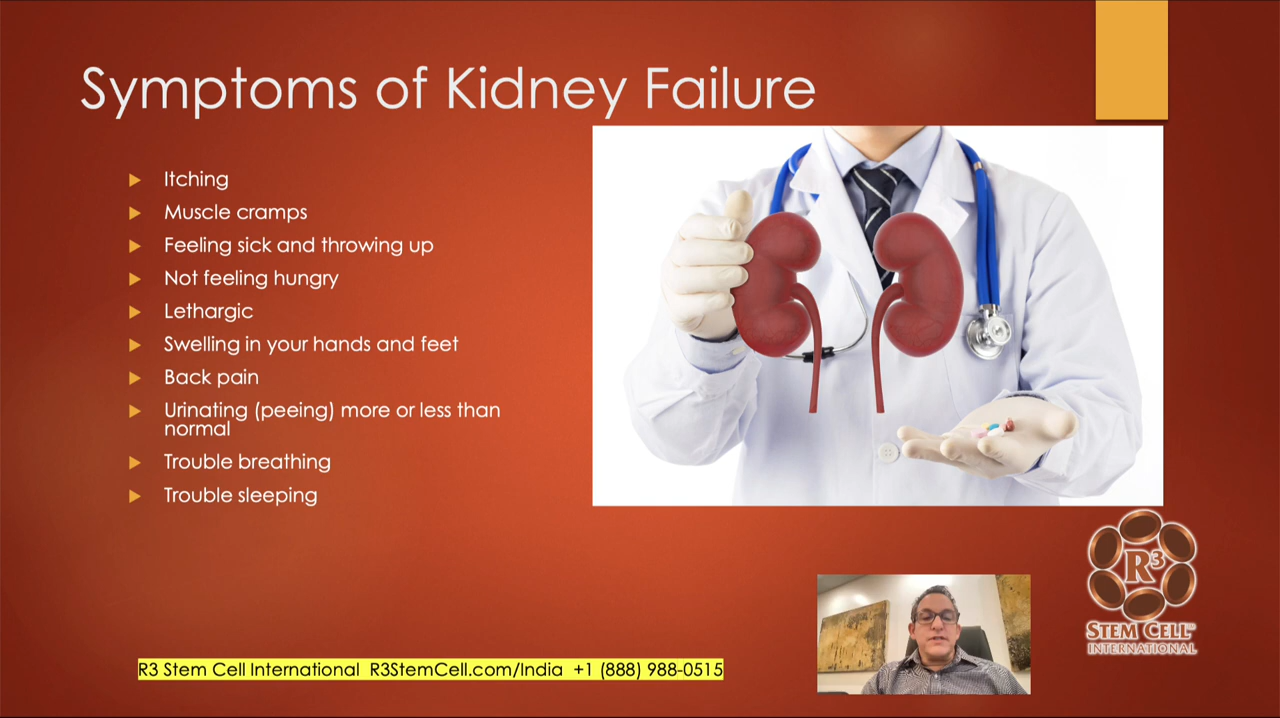 Symptoms of Kidney Failure
Itching
Muscle cramps
Feeling sick and throwing up
Not feeling hungry
Lethargic
Swelling in your hands and feet
Back pain
Urinating (peeing) more or less than
normal
Trouble breathing
Trouble sleeping
R3 Stem Cell International R3StemCell.com/India +1 (888) 988-0515
R³
STEM CELL™
INTERNATIONAL